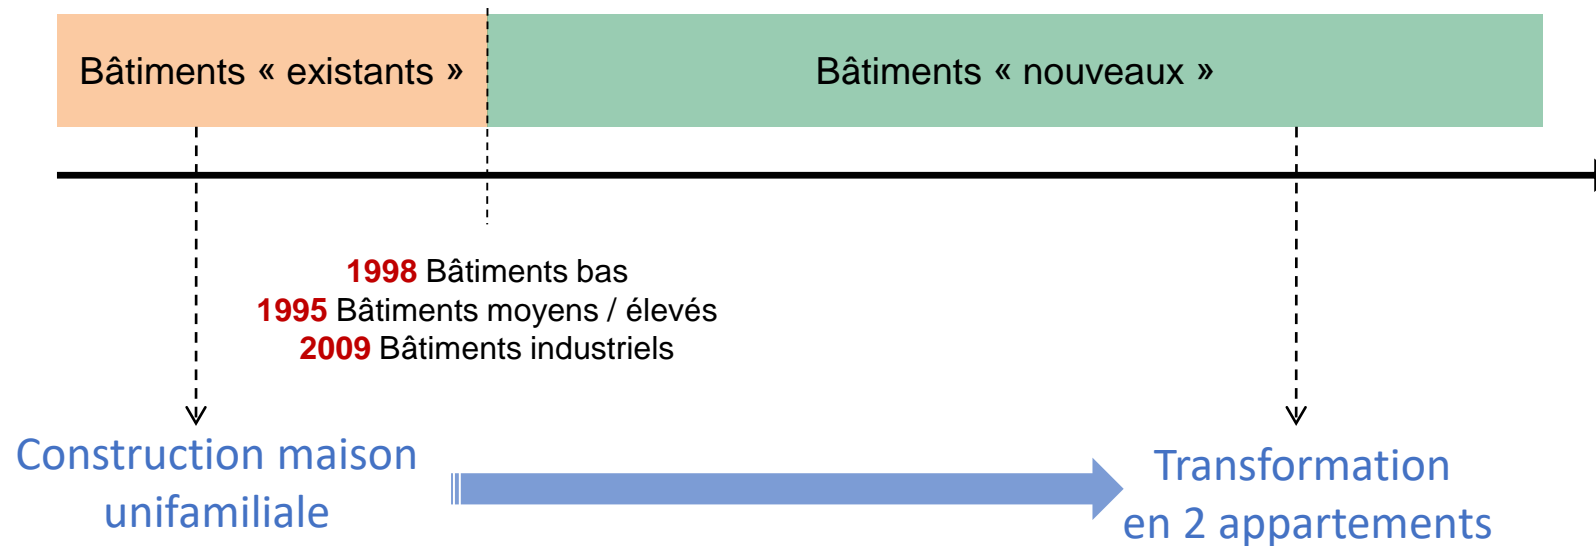 Bâtiments « existants »
Bâtiments « nouveaux »
1998 Bâtiments bas
1995 Bâtiments moyens / élevés
2009 Bâtiments industriels
Construction maison
unifamiliale
Transformation
en 2 appartements